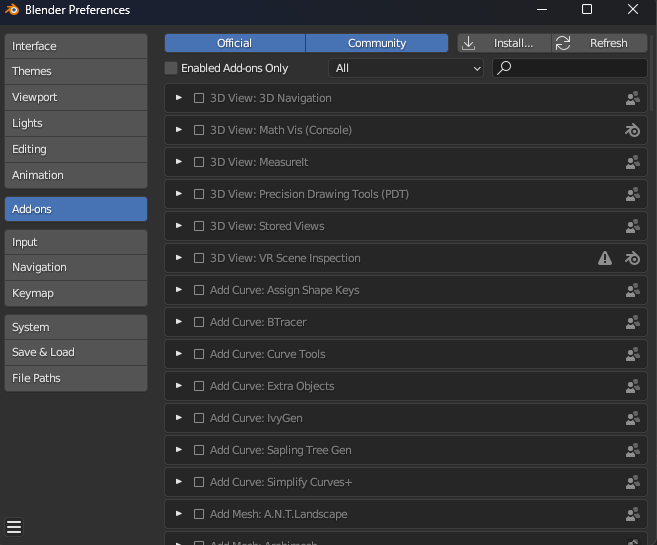 Blender Preferences
Interface
Themes
Viewport
Lights
Editing
Animation
Add-ons
Input
Navigation
Keymap
System
Save & Load
File Paths
Official
Community
Install...
Refresh
Enabled Add-ons Only
All
3D View: 3D Navigation
3D View: Math Vis (Console)
3D View: MeasureIt
3D View: Precision Drawing Tools (PDT)
3D View: Stored Views
3D View: VR Scene Inspection
Add Curve: Assign Shape Keys
Add Curve: BTracer
Add Curve: Curve Tools
Add Curve: Extra Objects
Add Curve: IvyGen
Add Curve: Sapling Tree Gen
Add Curve: Simplify Curves+
Add Mesh: A.N.T.Landscape
Add Mesh: Archimesh